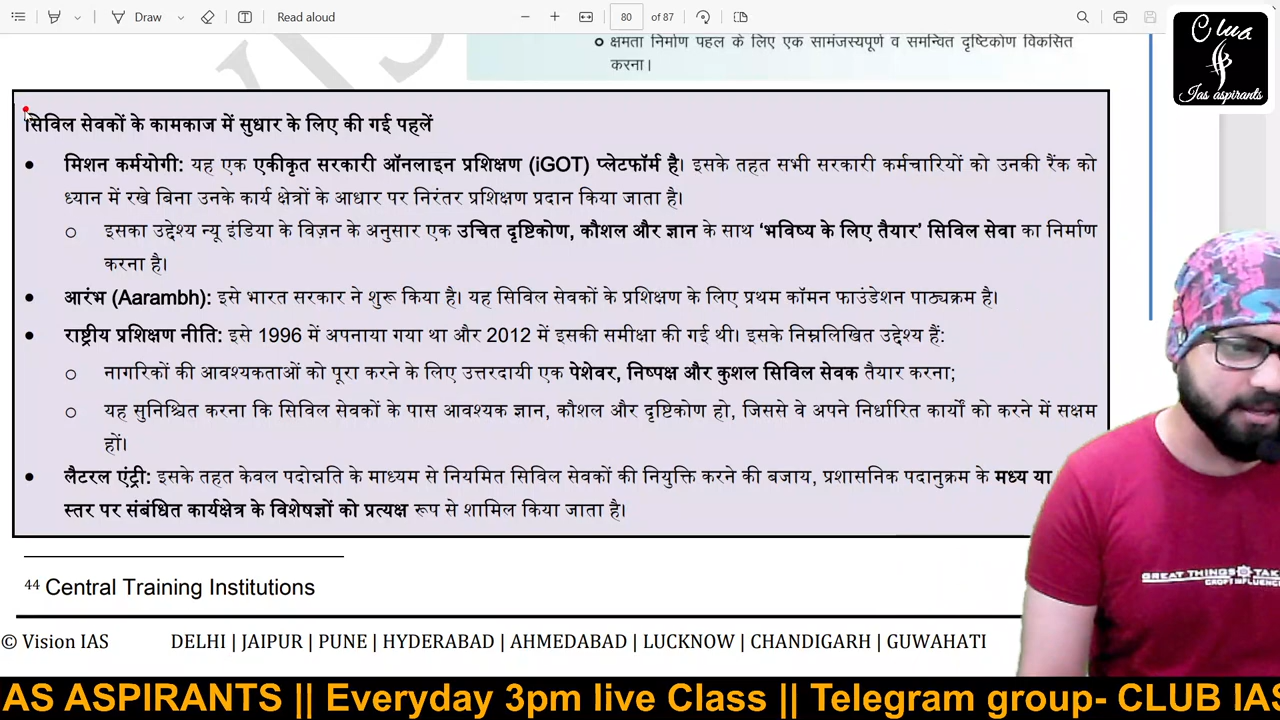 Draw
Read aloud
80 of 87
Clua
Ias aspirants
क्षमता निर्माण पहल के लिए एक सामंजस्यपूर्ण व समन्वित दृष्टिकोण विकसित
करना।
सिविल सेवकों के कामकाज में सुधार के लिए की गई पहलें
• मिशन कर्मयोगी: यह एक एकीकृत सरकारी ऑनलाइन प्रशिक्षण (iGOT) प्लेटफॉर्म है। इसके तहत सभी सरकारी कर्मचारियों को उनकी रैंक को
ध्यान में रखे बिना उनके कार्य क्षेत्रों के आधार पर निरंतर प्रशिक्षण प्रदान किया जाता है।
o इसका उद्देश्य न्यू इंडिया के विज़न के अनुसार एक उचित दृष्टिकोण, कौशल और ज्ञान के साथ ‘भविष्य के लिए तैयार’ सिविल सेवा का निर्माण
करना है।
• आरंभ (Aarambh): इसे भारत सरकार ने शुरू किया है। यह सिविल सेवकों के प्रशिक्षण के लिए प्रथम कॉमन फाउंडेशन पाठ्यक्रम है।
• राष्ट्रीय प्रशिक्षण नीति: इसे 1996 में अपनाया गया था और 2012 में इसकी समीक्षा की गई थी। इसके निम्नलिखित उद्देश्य हैं:
o नागरिकों की आवश्यकताओं को पूरा करने के लिए उत्तरदायी एक पेशेवर, निष्पक्ष और कुशल सिविल सेवक तैयार करना;
o यह सुनिश्चित करना कि सिविल सेवकों के पास आवश्यक ज्ञान, कौशल और दृष्टिकोण हो, जिससे वे अपने निर्धारित कार्यों को करने में सक्षम
हों।
• लैटरल एंट्री: इसके तहत केवल पदोन्नति के माध्यम से नियमित सिविल सेवकों की नियुक्ति करने की बजाय, प्रशासनिक पदानुक्रम के मध्य या
स्तर पर संबंधित कार्यक्षेत्र के विशेषज्ञों को प्रत्यक्ष रूप से शामिल किया जाता है।
44 Central Training Institutions
© Vision IAS DELHI | JAIPUR | PUNE | HYDERABAD | AHMEDABAD | LUCKNOW | CHANDIGARH | GUWAHATI
GREAT THINGS TAK
AS ASPIRANTS || Everyday 3pm live Class || Telegram group- CLUB IAS